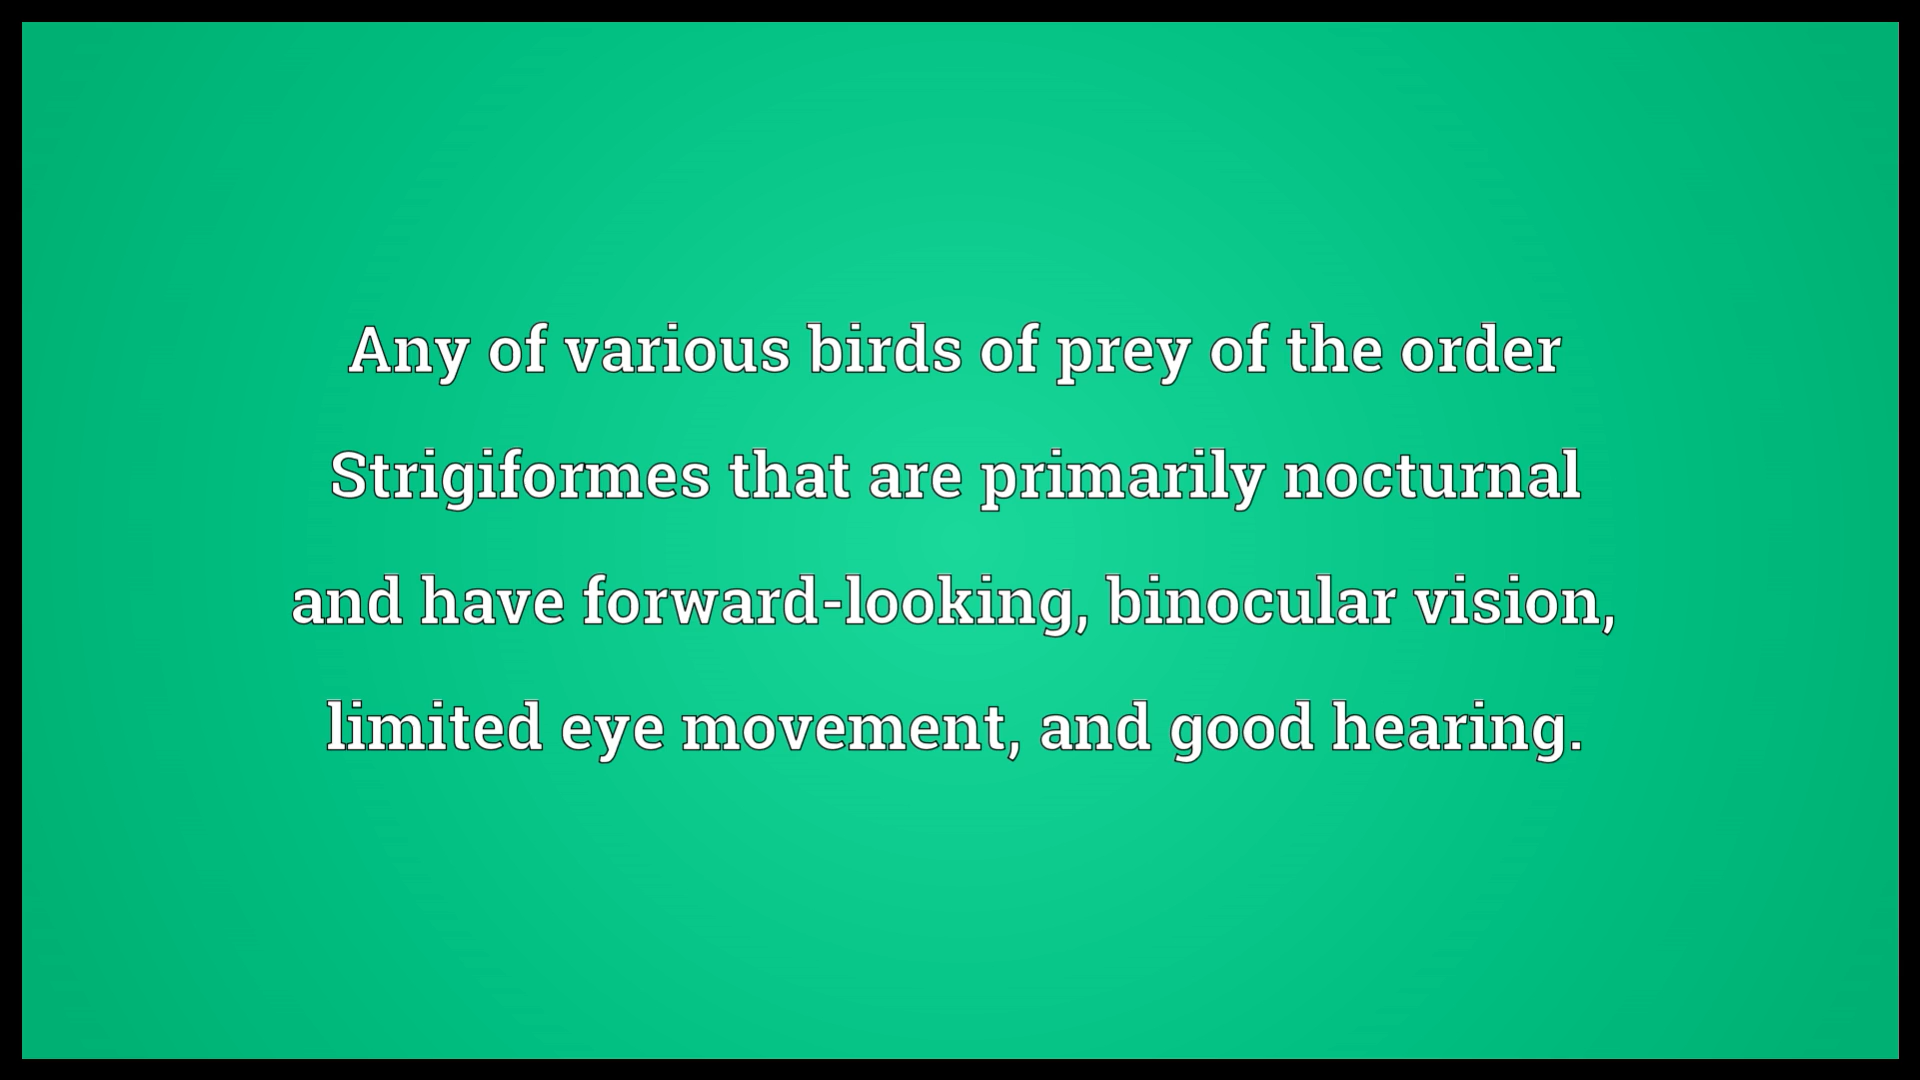 Any of various birds of prey of the order
Strigiformes that are primarily nocturnal
and have forward-looking, binocular vision,
limited eye movement, and good hearing.